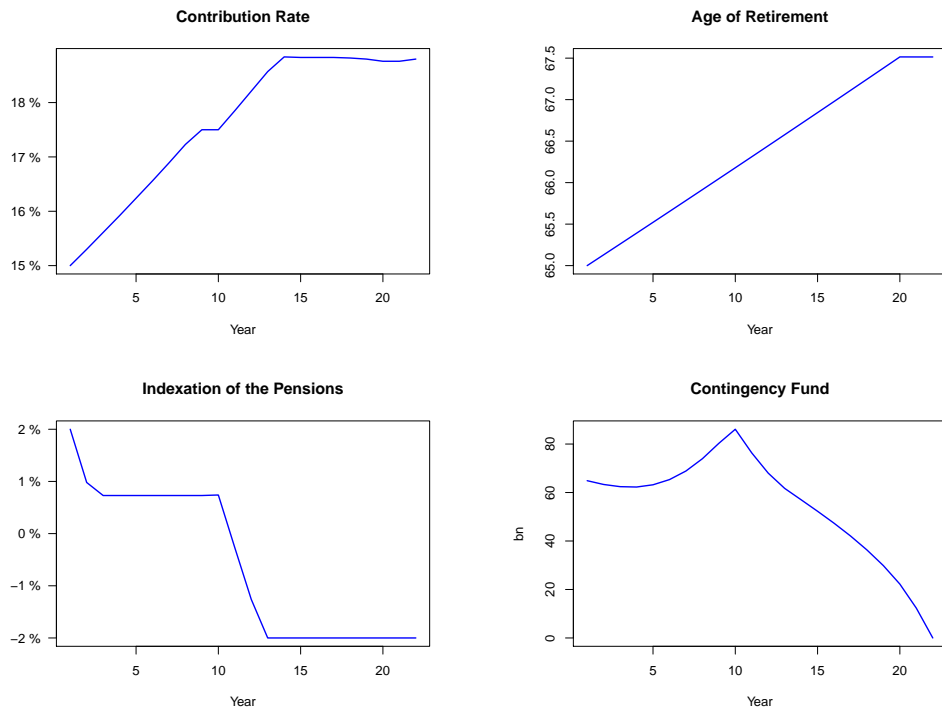 Contribution Rate
18 %
17 %
16 %
15 %
5 10 15 20
Year
Age of Retirement
67.5
67.0
66.5
66.0
65.5
65.0
5 10 15 20
Year
Indexation of the Pensions
2 %
1 %
0 %
−1 %
−2 %
5 10 15 20
Year
Contingency Fund
bn
80
60
40
20
0
5 10 15 20
Year